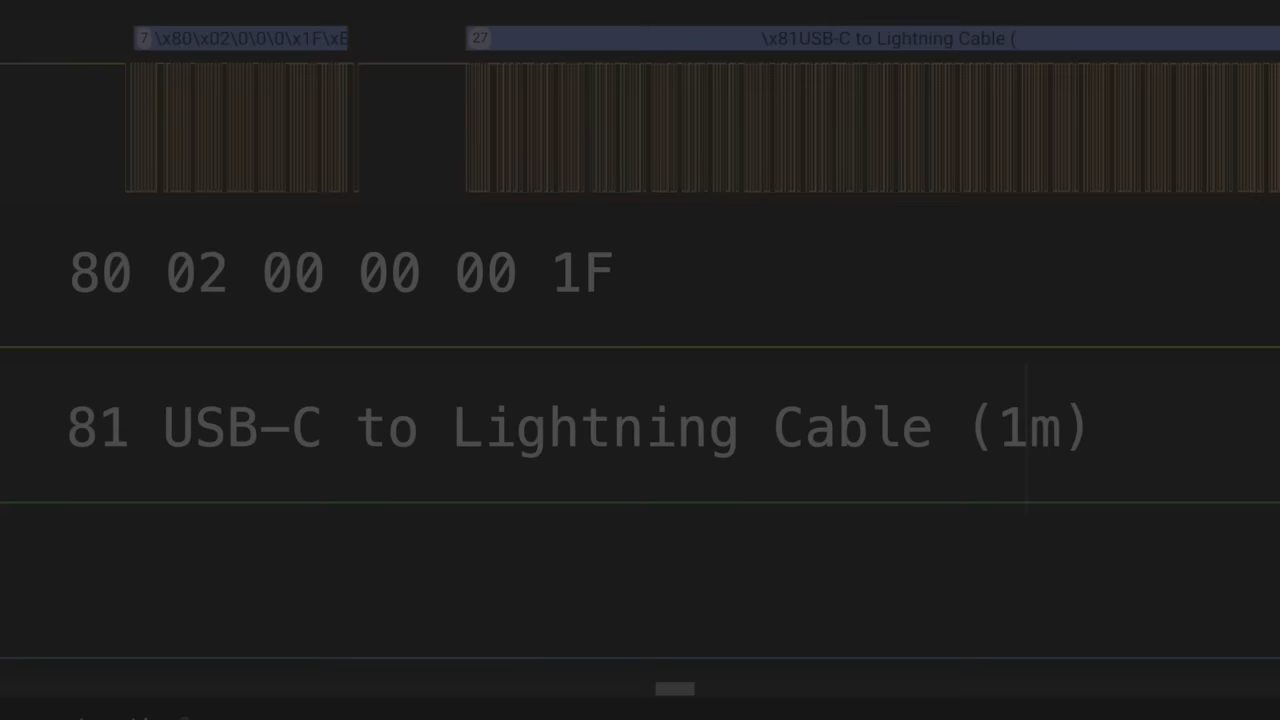 7 \x80\x02\0\0\0\x1F\xE
27 \x81USB-C to Lightning Cable (
80 02 00 00 00 1F
81 USB-C to Lightning Cable (1m)